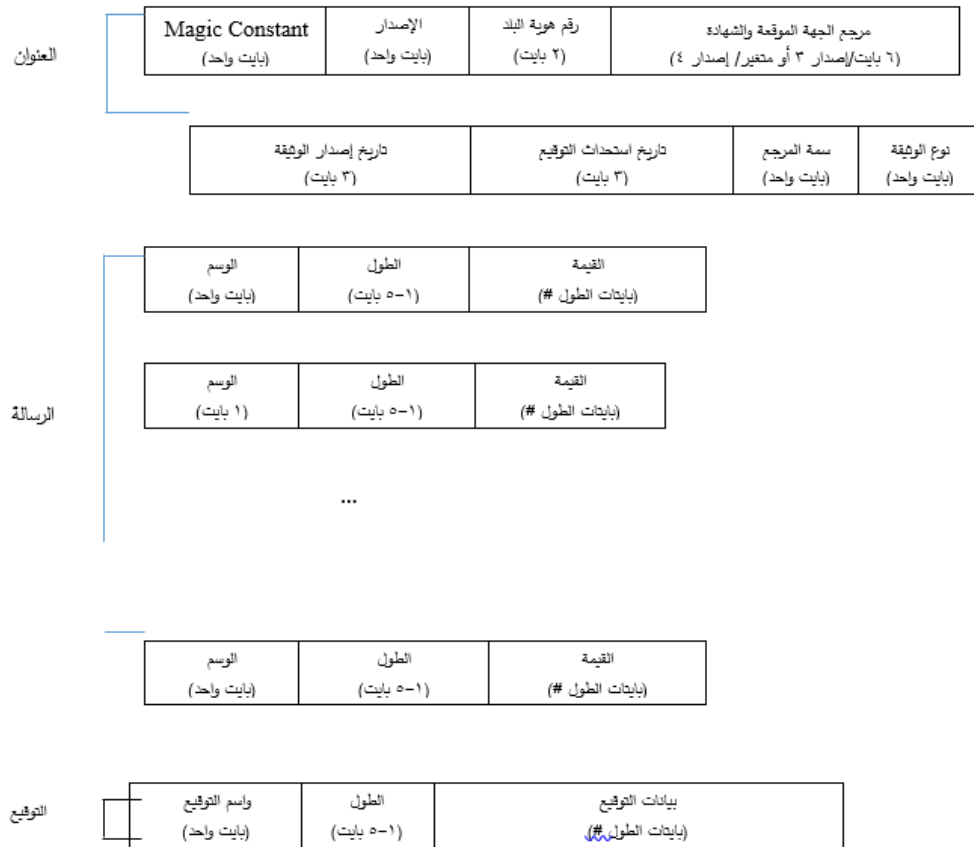 العنوان
Magic Constant
(بايت واحد)
الإصدار
(بايت واحد)
رقم هوية البلد
(٢ بايت)
مرجع الجهة الموقعة والشهادة
(٦ بايت/إصدار ٣ أو متغير/ إصدار ٤)
تاريخ إصدار الوثيقة
(٣ بايت)
تاريخ استحداث التوقيع
(٣ بايت)
سمة المرجع
(بايت واحد)
نوع الوثيقة
(بايت واحد)
الرسالة
الوسم
(بايت واحد)
الطول
(١-٥ بايت)
القيمة
(بايتات الطول #)
الوسم
(١ بايت)
الطول
(١-٥ بايت)
القيمة
(بايتات الطول #)
...
الوسم
(بايت واحد)
الطول
(١-٥ بايت)
القيمة
(بايتات الطول #)
التوقيع
واسم التوقيع
(بايت واحد)
الطول
(١-٥ بايت)
بيانات التوقيع
(بايتات الطول #)